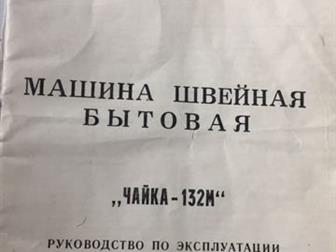 МАШИНА ШВЕЙНАЯ
БЫТОВАЯ
„ЧАЙКА-132М“
РУКОВОДСТВО ПО ЭКСПЛУАТАЦИИ